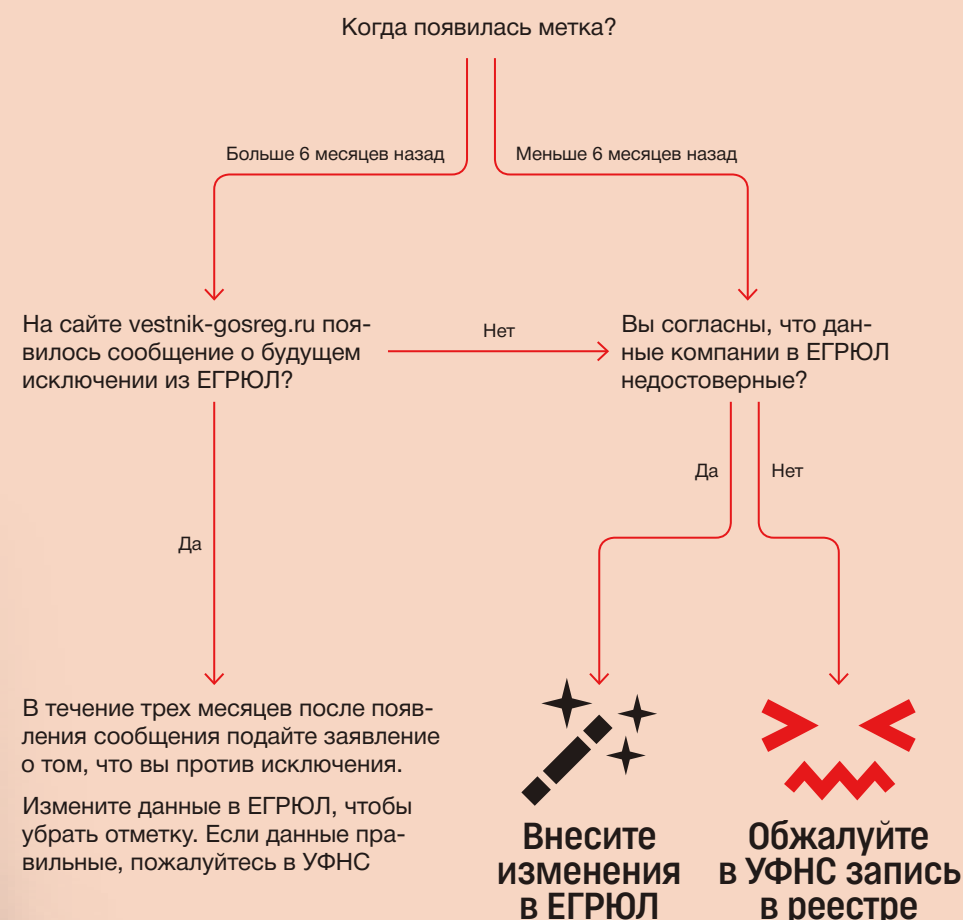 Когда появилась метка?
Больше 6 месяцев назад
Меньше 6 месяцев назад
На сайте vestnik-gosreg.ru поя-
вилось сообщение о будущем
исключении из ЕГРЮЛ?
Нет
Вы согласны, что дан-
ные компании в ЕГРЮЛ
недостоверные?
Да
Нет
Да
В течение трех месяцев после появ-
ления сообщения подайте заявление
о том, что вы против исключения.
Измените данные в ЕГРЮЛ, чтобы
убрать отметку. Если данные пра-
вильные, пожалуйтесь в УФНС
Внесите
изменения
в ЕГРЮЛ
Обжалуйте
в УФНС запись
в реестре